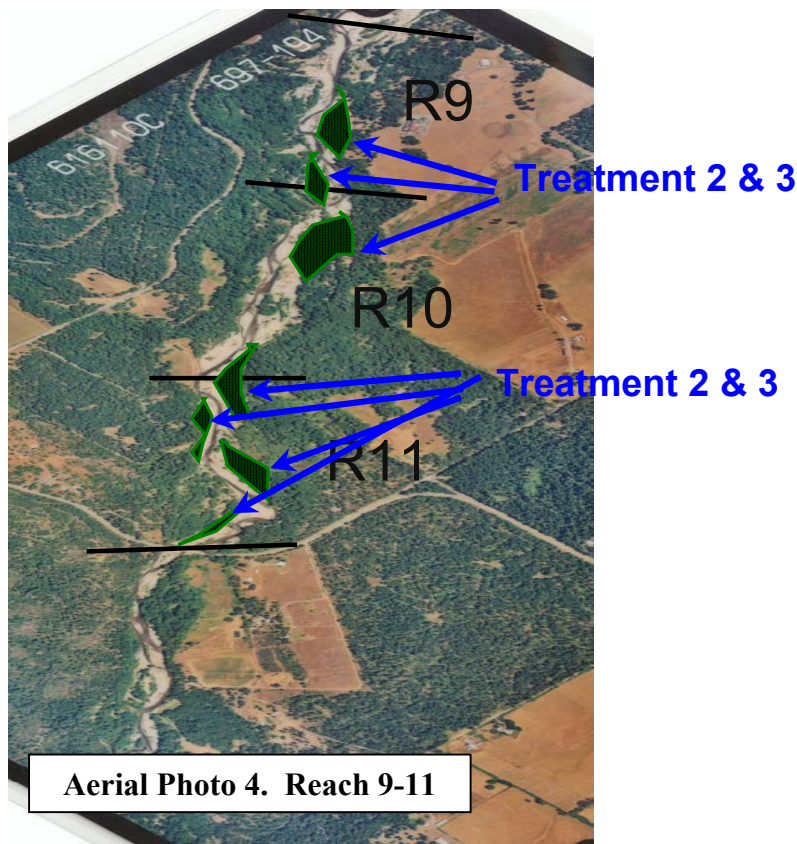 697-194
616110C
R9
Treatment 2 & 3
R10
Treatment 2 & 3
R11
Aerial Photo 4. Reach 9-11